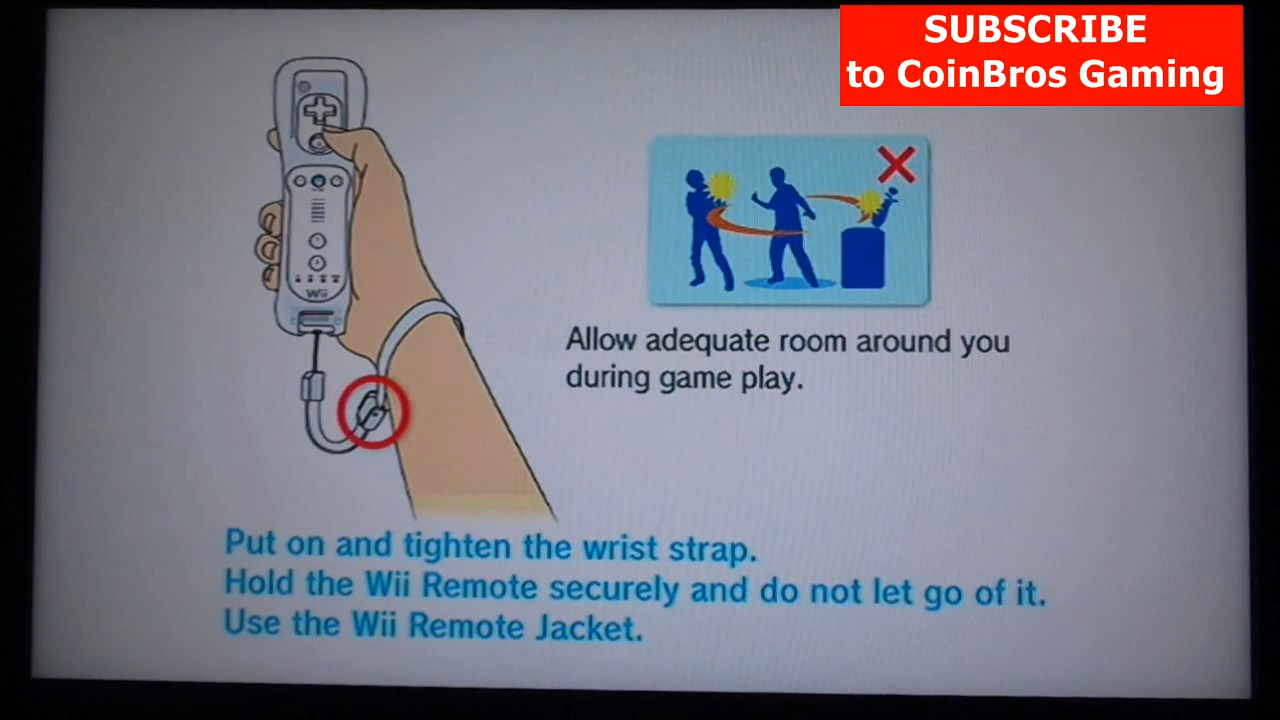 SUBSCRIBE
to CoinBros Gaming
Wii
Allow adequate room around you
during game play.
Put on and tighten the wrist strap.
Hold the Wii Remote securely and do not let go of it.
Use the Wii Remote Jacket.